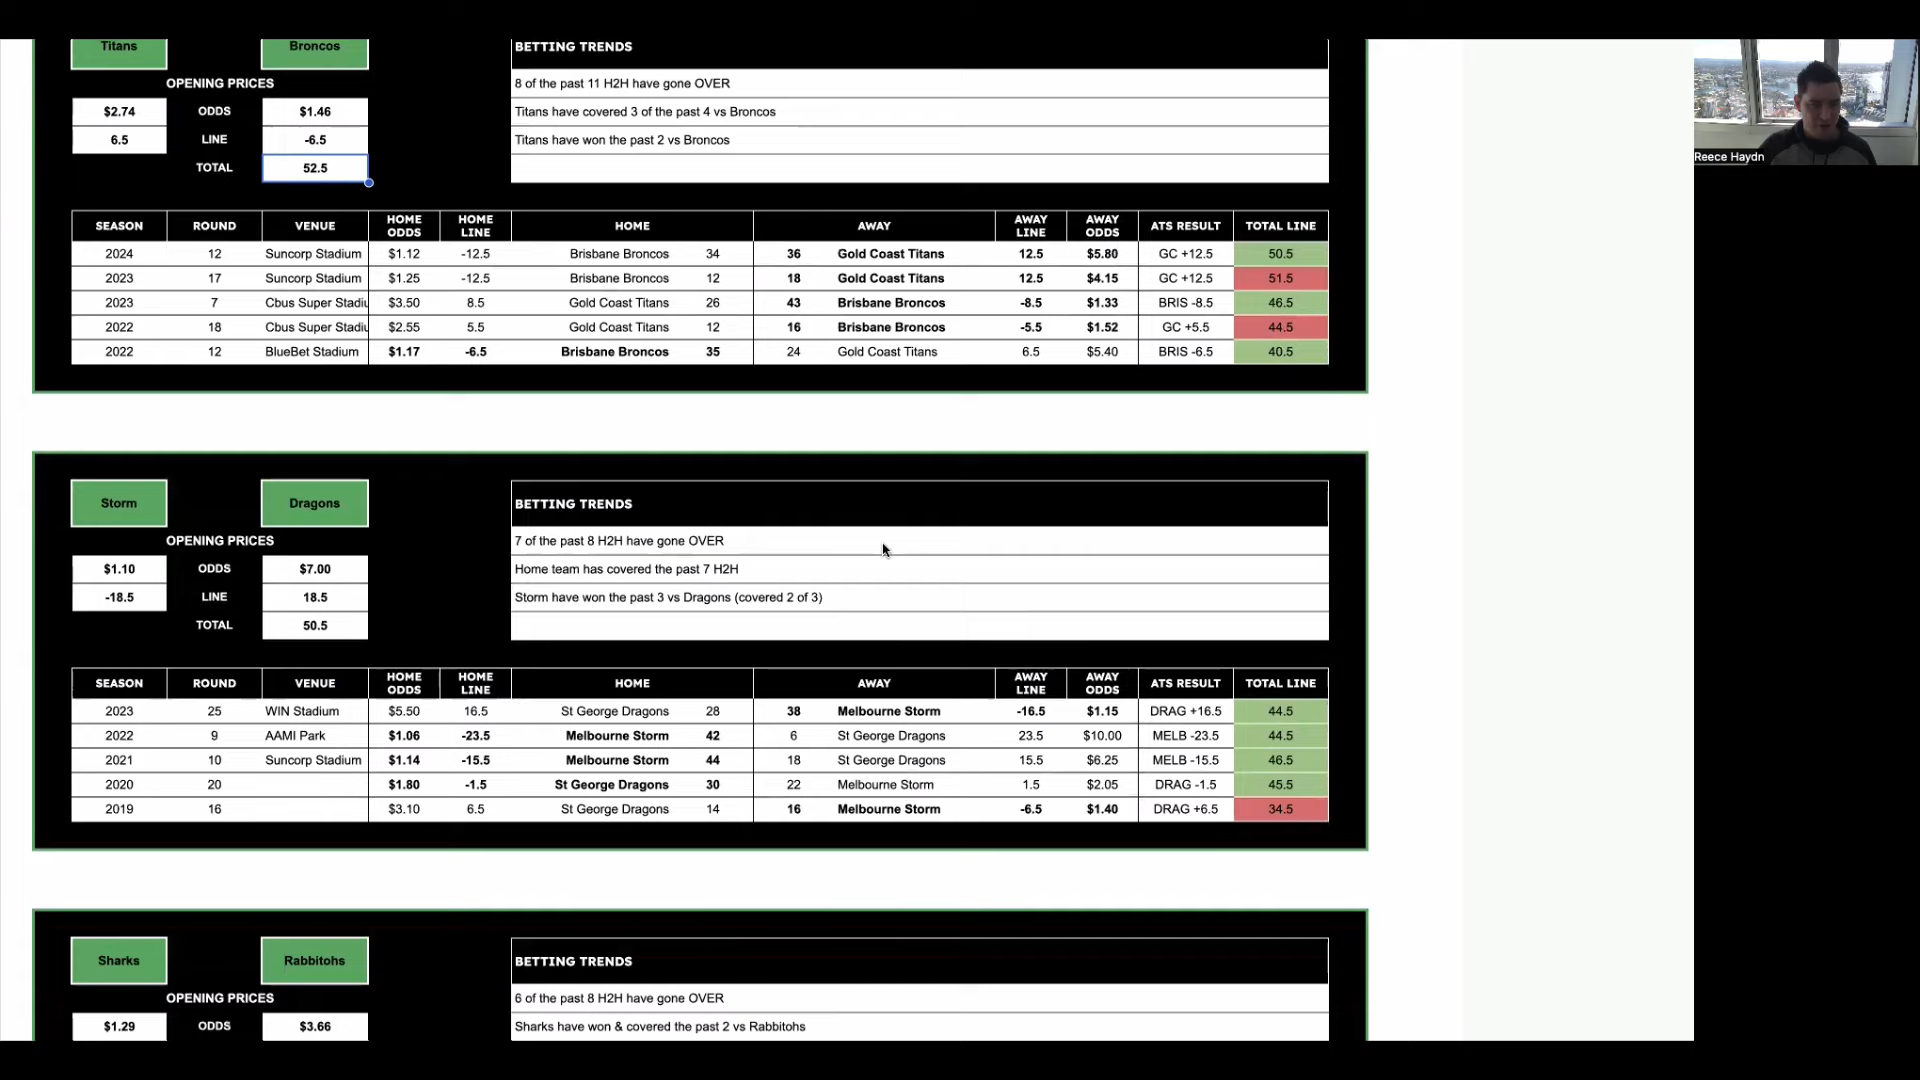 Titans Broncos BETTING TRENDS
OPENING PRICES 8 of the past 11 H2H have gone OVER
$2.74 ODDS $1.46 Titans have covered 3 of the past 4 vs Broncos
6.5 LINE -6.5 Titans have won the past 2 vs Broncos
TOTAL 52.5
SEASON ROUND VENUE HOME ODDS HOME LINE HOME AWAY AWAY LINE AWAY ODDS ATS RESULT TOTAL LINE
2024 12 Suncorp Stadium $1.12 -12.5 Brisbane Broncos 34 36 Gold Coast Titans 12.5 $5.80 GC +12.5 50.5
2023 17 Suncorp Stadium $1.25 -12.5 Brisbane Broncos 12 18 Gold Coast Titans 12.5 $4.15 GC +12.5 51.5
2023 7 Cbus Super Stadiu $3.50 8.5 Gold Coast Titans 26 43 Brisbane Broncos -8.5 $1.33 BRIS -8.5 46.5
2022 18 Cbus Super Stadiu $2.55 5.5 Gold Coast Titans 12 16 Brisbane Broncos -5.5 $1.52 GC +5.5 44.5
2022 12 BlueBet Stadium $1.17 -6.5 Brisbane Broncos 35 24 Gold Coast Titans 6.5 $5.40 BRIS -6.5 40.5
Storm Dragons BETTING TRENDS
OPENING PRICES 7 of the past 8 H2H have gone OVER
$1.10 ODDS $7.00 Home team has covered the past 7 H2H
-18.5 LINE 18.5 Storm have won the past 3 vs Dragons (covered 2 of 3)
TOTAL 50.5
SEASON ROUND VENUE HOME ODDS HOME LINE HOME AWAY AWAY LINE AWAY ODDS ATS RESULT TOTAL LINE
2023 25 WIN Stadium $5.50 16.5 St George Dragons 28 38 Melbourne Storm -16.5 $1.15 DRAG +16.5 44.5
2022 9 AAMI Park $1.06 -23.5 Melbourne Storm 42 6 St George Dragons 23.5 $10.00 MELB -23.5 44.5
2021 10 Suncorp Stadium $1.14 -15.5 Melbourne Storm 44 18 St George Dragons 15.5 $6.25 MELB -15.5 46.5
2020 20 $1.80 -1.5 St George Dragons 30 22 Melbourne Storm 1.5 $2.05 DRAG -1.5 45.5
2019 16 $3.10 6.5 St George Dragons 14 16 Melbourne Storm -6.5 $1.40 DRAG +6.5 34.5
Sharks Rabbitohs BETTING TRENDS
OPENING PRICES 6 of the past 8 H2H have gone OVER
$1.29 ODDS $3.66 Sharks have won & covered the past 2 vs Rabbitohs
Reece Haydn